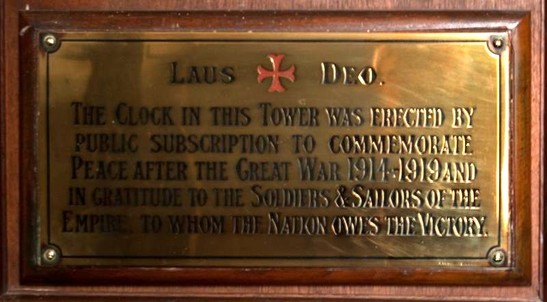 LAUS DEO.
THE CLOCK IN THIS TOWER WAS ERECTED BY
PUBLIC SUBSCRIPTION TO COMMEMORATE
PEACE AFTER THE GREAT WAR 1914-1919 AND
IN GRATITUDE TO THE SOLDIERS & SAILORS OF THE
EMPIRE, TO WHOM THE NATION OWES THE VICTORY.